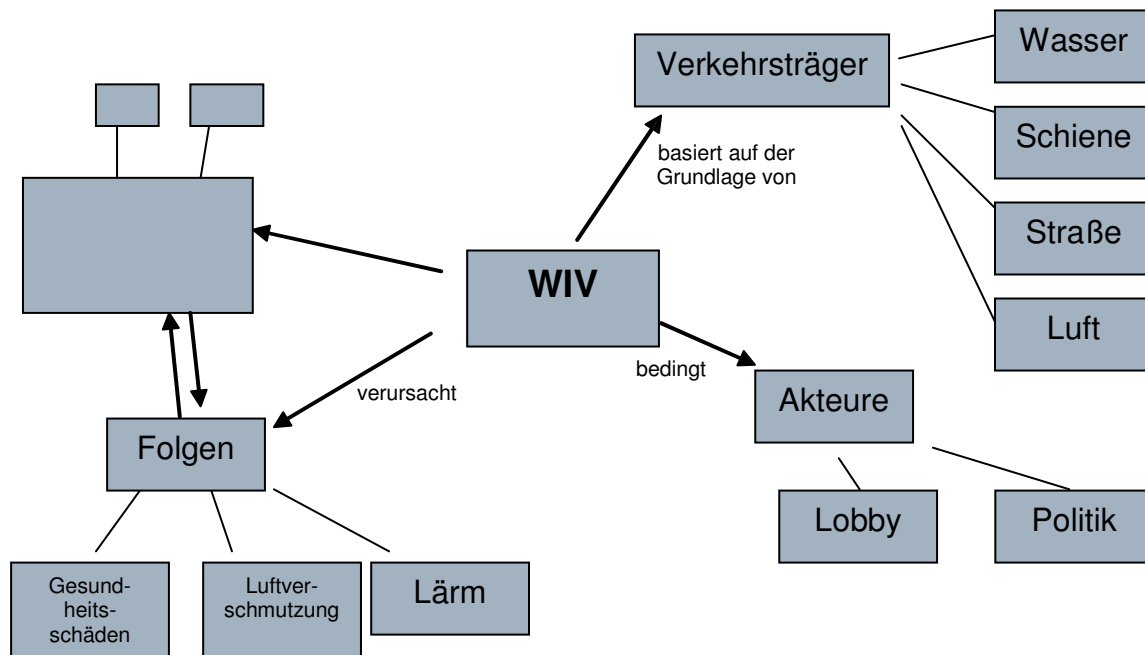 Wasser
Verkehrsträger
Schiene
basiert auf der
Grundlage von
Straße
WIV
Luft
bedingt
verursacht
Akteure
Folgen
Lobby
Politik
Gesund-
heits-
schäden
Luftver-
schmutzung
Lärm